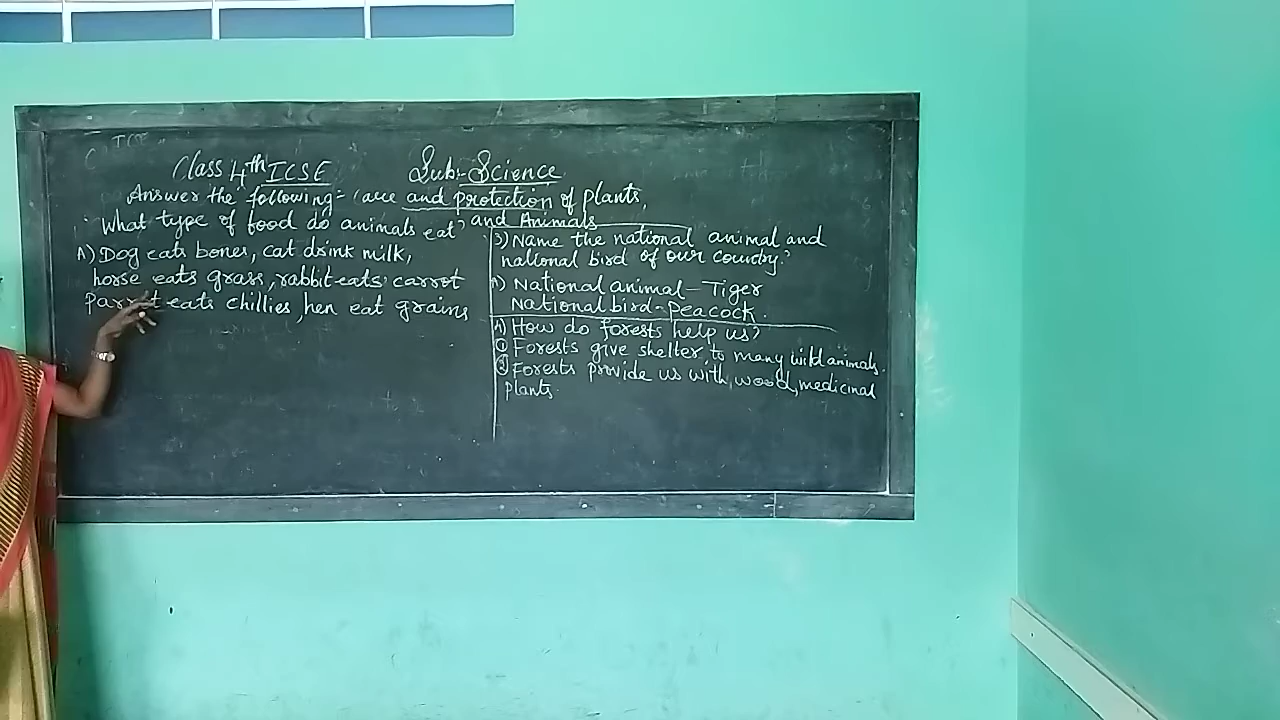 Class 4th ICSE Sub:- Science
Answer the following:- Care and protection of plants,
and Animals
What type of food do animals eat?
A) Dog eats bones, cat drink milk,
horse eats grass, rabbit eats carrot
Parrot eats chillies, hen eat grains
3) Name the national animal and
national bird of our country?
A) National animal - Tiger
National bird - Peacock.
4) How do forests help us?
① Forests give shelter to many wild animals.
② Forests provide us with, wood, medicinal
plants.